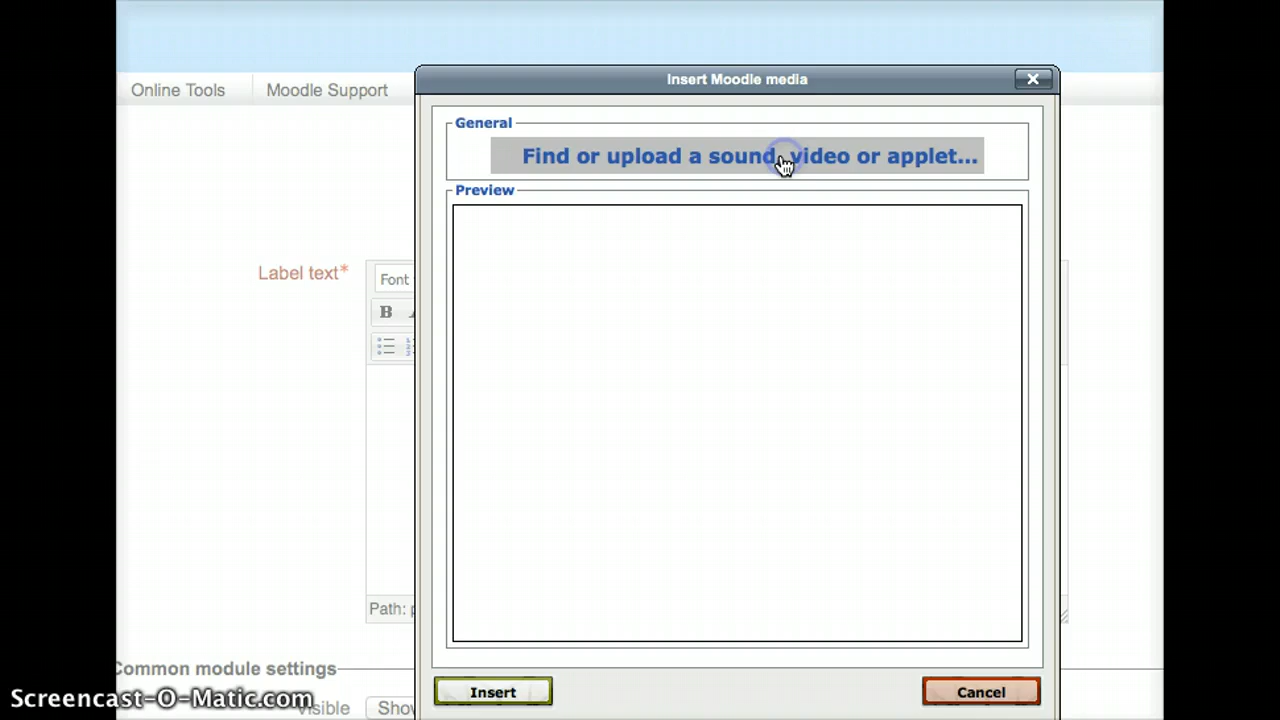 Insert Moodle media
Online Tools
Moodle Support
General
Find or upload a sound, video or applet...
Preview
Label text*
Font
B
Path: p
Common module settings
Insert
Cancel
Screencast-O-Matic.com
Visible
Show